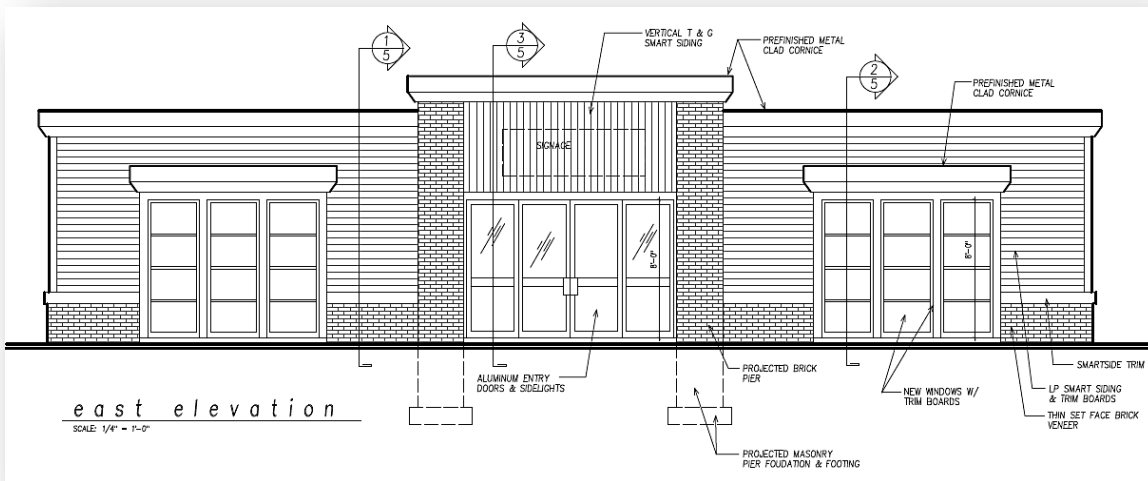 1
5
3
5
VERTICAL T & G
SMART SIDING
PREFINISHED METAL
CLAD CORNICE
2
5
PREFINISHED METAL
CLAD CORNICE
SIGNAGE
8'-0"
8'-0"
ALUMINUM ENTRY
DOORS & SIDELIGHTS
PROJECTED BRICK
PIER
NEW WINDOWS W/
TRIM BOARDS
SMARTSIDE TRIM
LP SMART SIDING
& TRIM BOARDS
THIN SET FACE BRICK
VENEER
east elevation
SCALE: 1/4" = 1'-0"
PROJECTED MASONRY
PIER FOUDATION & FOOTING